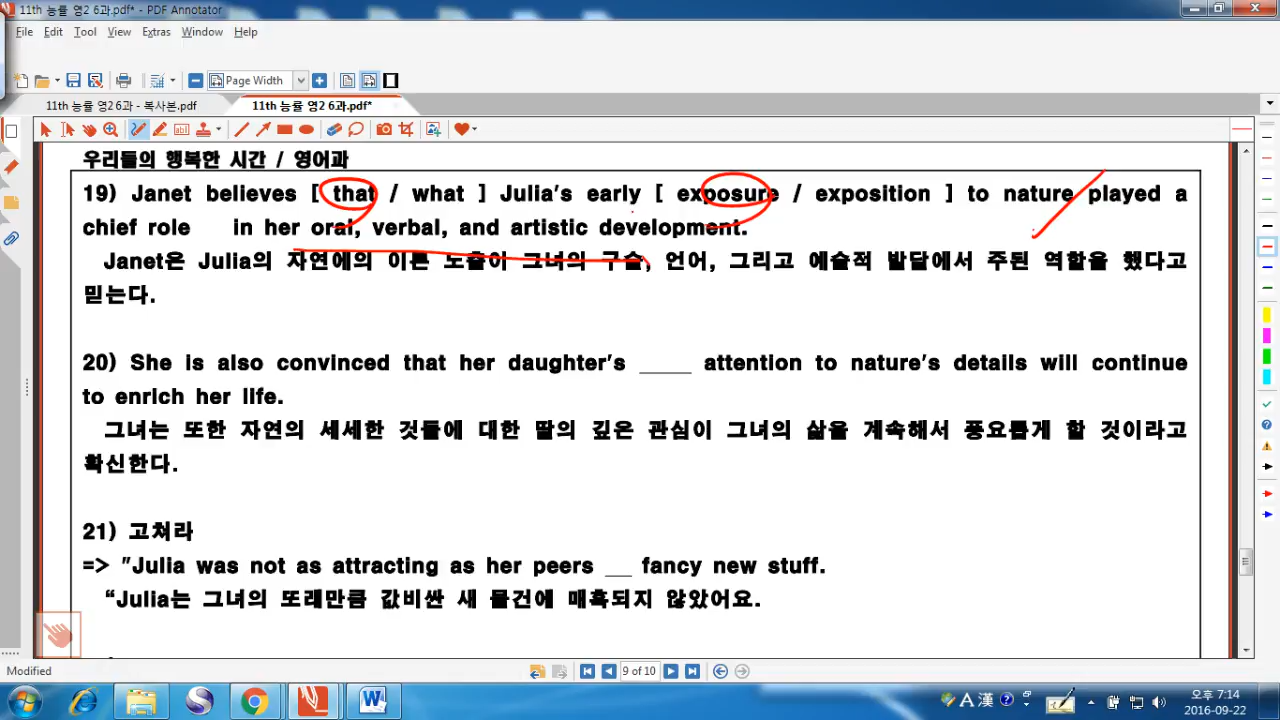 11th 능률 영2 6과.pdf* - PDF Annotator
File Edit Tool View Extras Window Help
Page Width
11th 능률 영2 6과 - 복사본.pdf 11th 능률 영2 6과.pdf*
우리들의 행복한 시간 / 영어과
19) Janet believes [ that / what ] Julia's early [ exposure / exposition ] to nature played a
chief role in her oral, verbal, and artistic development.
Janet은 Julia의 자연에의 이른 노출이 그녀의 구술, 언어, 그리고 예술적 발달에서 주된 역할을 했다고
믿는다.
20) She is also convinced that her daughter's ____ attention to nature's details will continue
to enrich her life.
그녀는 또한 자연의 세세한 것들에 대한 딸의 깊은 관심이 그녀의 삶을 계속해서 풍요롭게 할 것이라고
확신한다.
21) 고쳐라
=> "Julia was not as attracting as her peers __ fancy new stuff.
“Julia는 그녀의 또래만큼 값비싼 새 물건에 매혹되지 않았어요.
Modified
9 of 10
A 漢
오후 7:14
2016-09-22